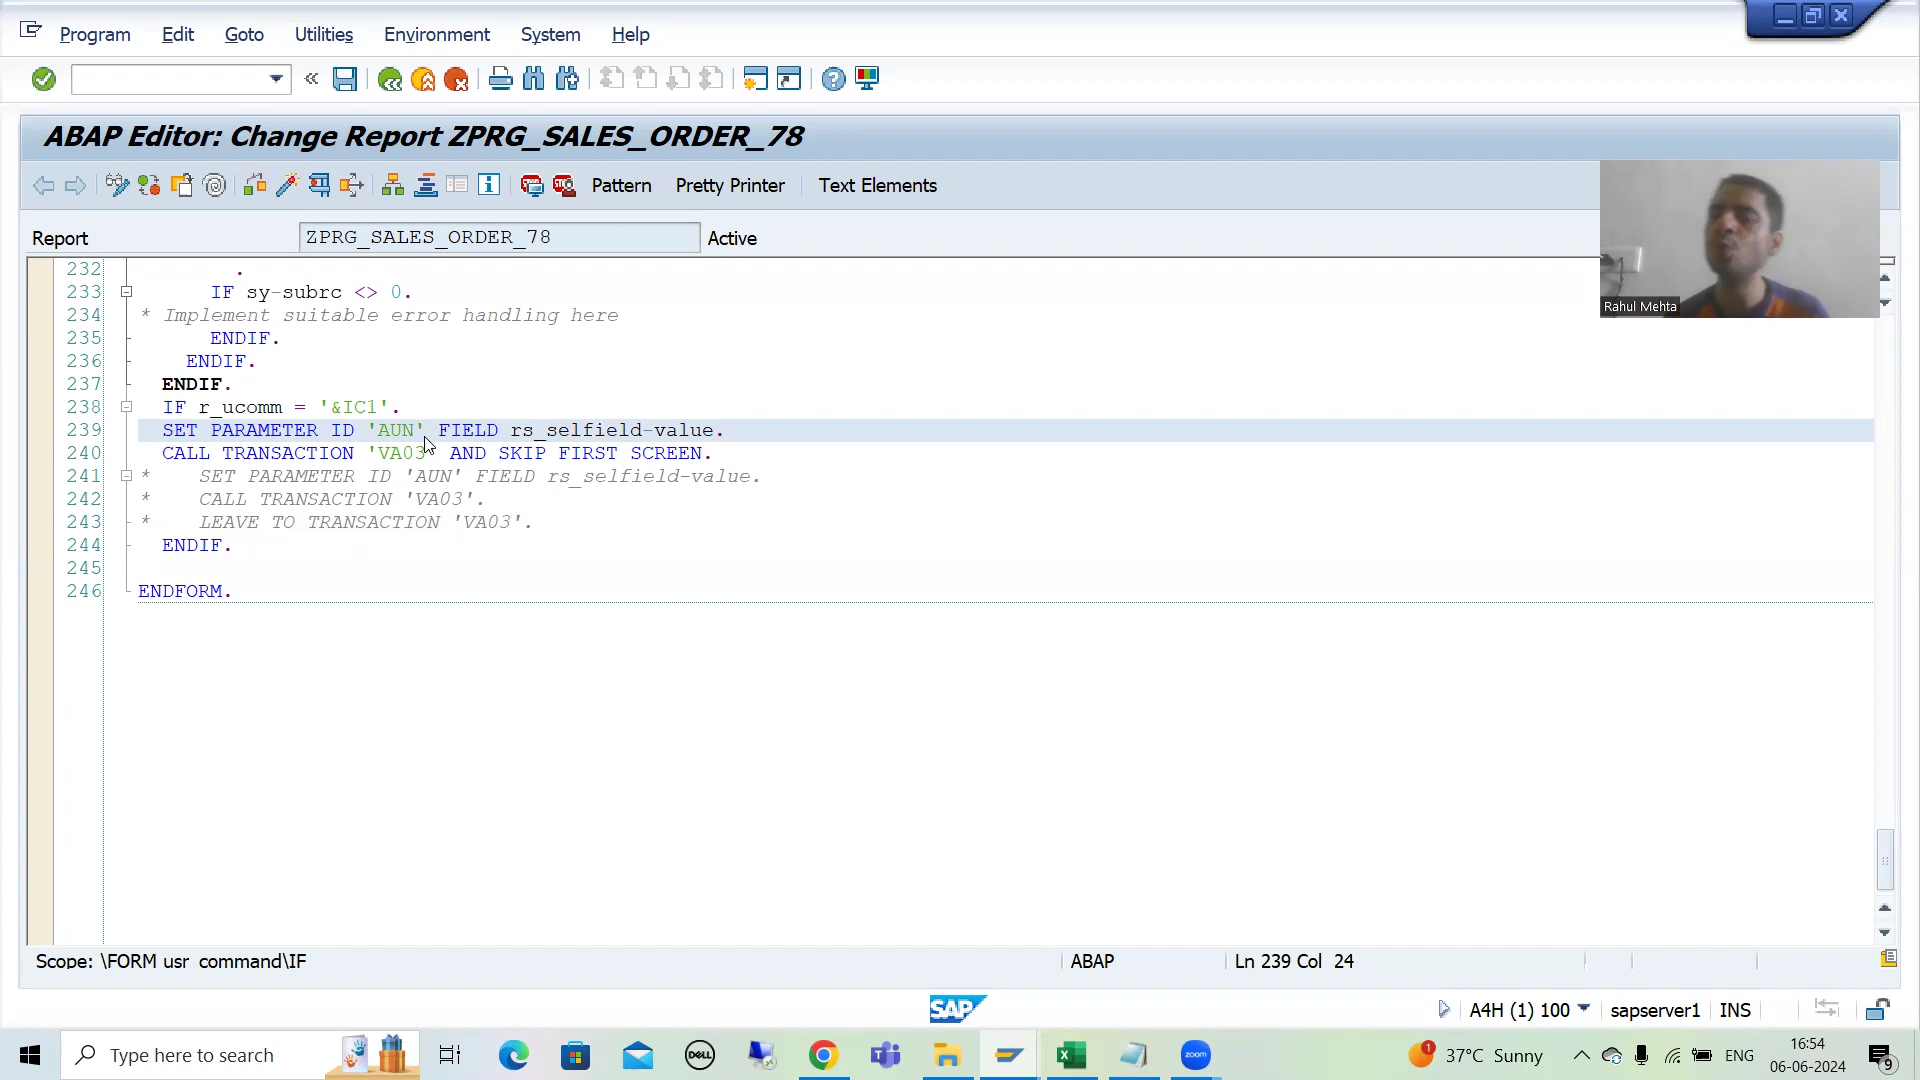 Program Edit Goto Utilities Environment System Help
ABAP Editor: Change Report ZPRG_SALES_ORDER_78
Pattern Pretty Printer Text Elements
Report ZPRG_SALES_ORDER_78 Active
Rahul Mehta
232 .
233 IF sy-subrc <> 0.
234 * Implement suitable error handling here
235 ENDIF.
236 ENDIF.
237 ENDIF.
238 IF r_ucomm = '&IC1'.
239 SET PARAMETER ID 'AUN' FIELD rs_selfield-value.
240 CALL TRANSACTION 'VA03' AND SKIP FIRST SCREEN.
241 * SET PARAMETER ID 'AUN' FIELD rs_selfield-value.
242 * CALL TRANSACTION 'VA03'.
243 * LEAVE TO TRANSACTION 'VA03'.
244 ENDIF.
245
246 ENDFORM.
Scope: \FORM usr_command\IF ABAP Ln 239 Col 24
SAP A4H (1) 100 sapserver1 INS
Type here to search DELL zoom 1 37°C Sunny ENG 16:54
06-06-2024 9